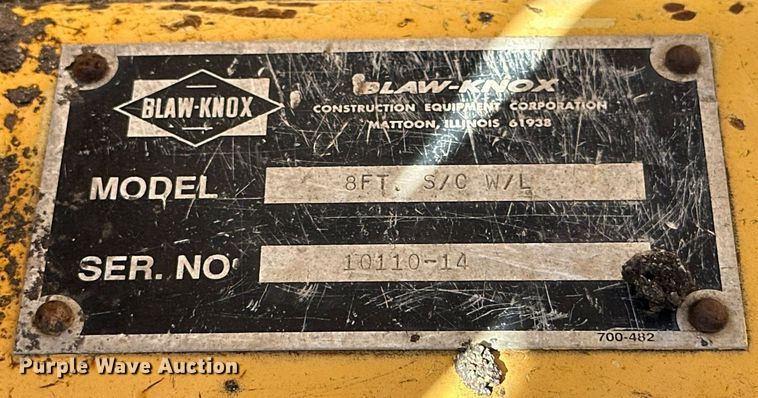 BLAW-KNOX
BLAW-KNOX
CONSTRUCTION EQUIPMENT CORPORATION
MATTOON, ILLINOIS 61938
MODEL 8FT. S/C W/L
SER. NO 10110-14
700-482
Purple Wave Auction